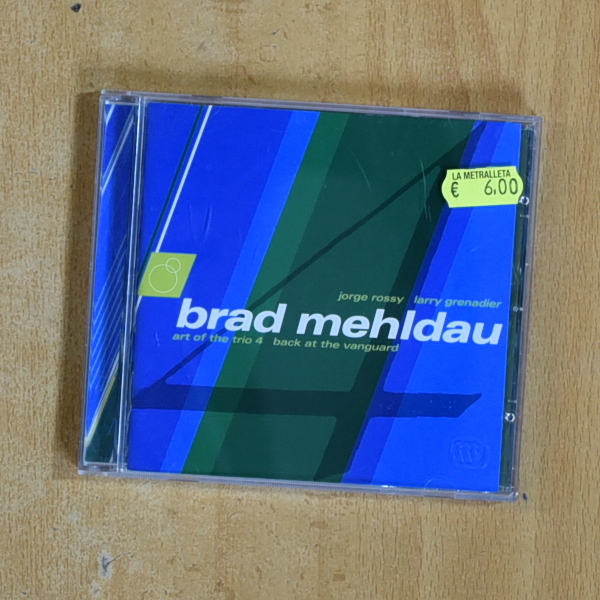 LA METRALLETA
€ 6,00
jorge rossy larry grenadier
brad mehldau
art of the trio 4 back at the vanguard